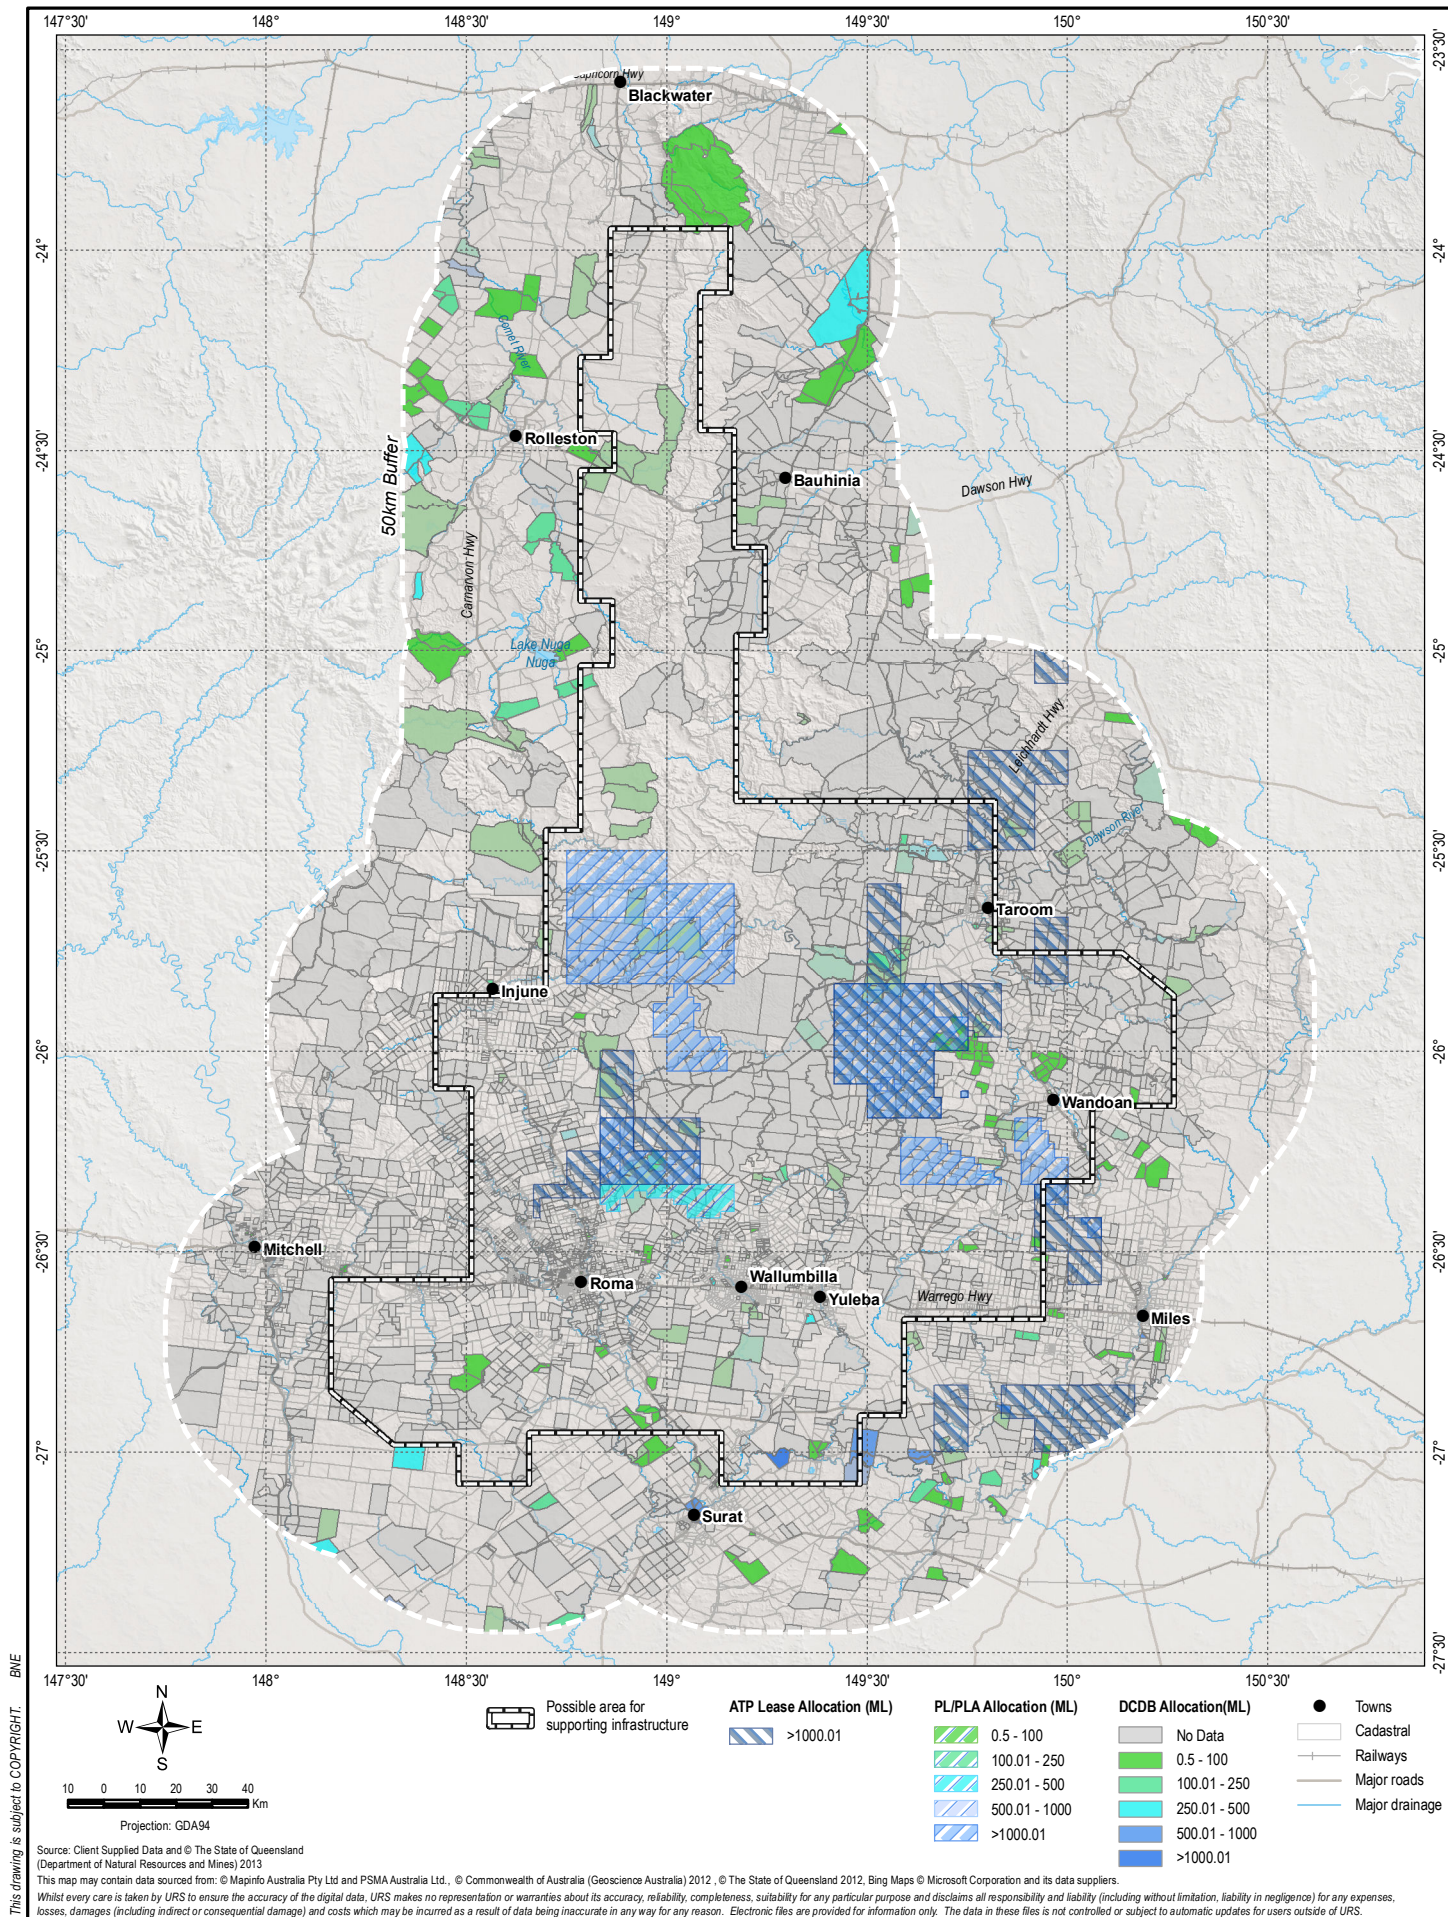 147°30' 148° 148°30' 149° 149°30' 150° 150°30'
-23°30'
Capricorn Hwy
Blackwater
-24° -24°
Comet River
Rolleston
-24°30' -24°30'
50km Buffer
Bauhinia
Dawson Hwy
Carnarvon Hwy
Lake Nuga
Nuga
-25° -25°
Leichhardt Hwy
Dawson River
-25°30' -25°30'
Taroom
Injune
-26° -26°
Wandoan
Mitchell
-26°30' -26°30'
Roma
Wallumbilla
Yuleba
Warrego Hwy
Miles
-27° -27°
Surat
-27°30'
147°30' 148° 148°30' 149° 149°30' 150° 150°30'
N
W E
S
10 0 10 20 30 40
Km
Projection: GDA94
Possible area for
supporting infrastructure
ATP Lease Allocation (ML)
>1000.01
PL/PLA Allocation (ML)
0.5 - 100
100.01 - 250
250.01 - 500
500.01 - 1000
>1000.01
DCDB Allocation(ML)
No Data
0.5 - 100
100.01 - 250
250.01 - 500
500.01 - 1000
>1000.01
Towns
Cadastral
Railways
Major roads
Major drainage
Source: Client Supplied Data and © The State of Queensland
(Department of Natural Resources and Mines) 2013
This map may contain data sourced from: © Mapinfo Australia Pty Ltd and PSMA Australia Ltd., © Commonwealth of Australia (Geoscience Australia) 2012 , © The State of Queensland 2012, Bing Maps © Microsoft Corporation and its data suppliers.
Whilst every care is taken by URS to ensure the accuracy of the digital data, URS makes no representation or warranties about its accuracy, reliability, completeness, suitability for any particular purpose and disclaims all responsibility and liability (including without limitation, liability in negligence) for any expenses,
losses, damages (including indirect or consequential damage) and costs which may be incurred as a result of data being inaccurate in any way for any reason. Electronic files are provided for information only. The data in these files is not controlled or subject to automatic updates for users outside of URS.
This drawing is subject to COPYRIGHT. BNE